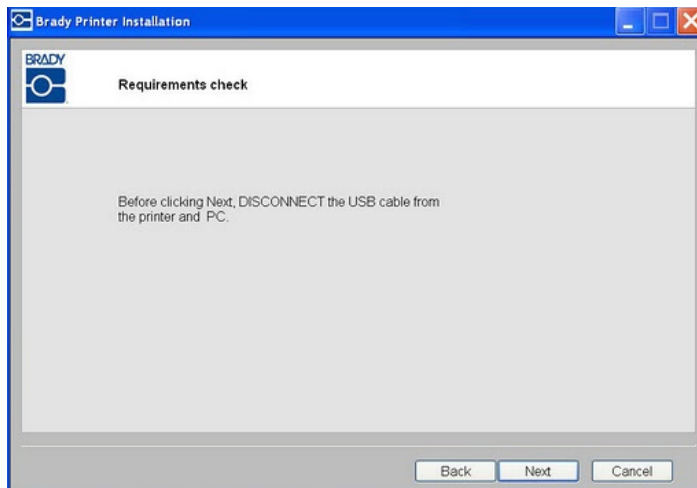 Brady Printer Installation
BRADY
Requirements check
Before clicking Next, DISCONNECT the USB cable from
the printer and PC.
Back Next Cancel